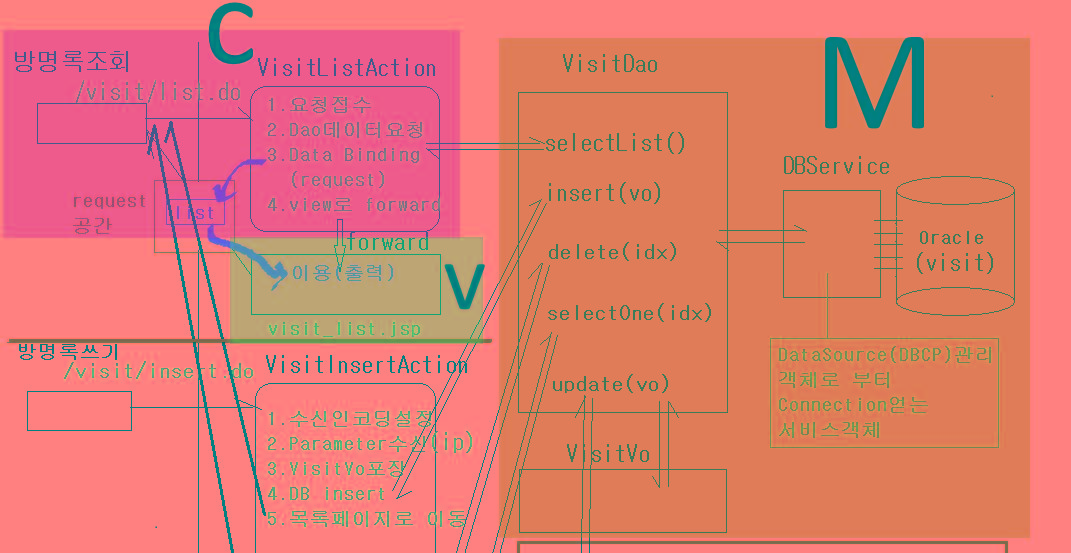 C
방명록조회
/visit/list.do
VisitListAction
1.요청접수
2.Dao데이터요청
3.Data Binding
(request)
4.view로 forward
request
공간
list
forward
이용(출력)
V
visit_list.jsp
방명록쓰기
/visit/insert.do
VisitInsertAction
1.수신인코딩설정
2.Parameter수신(ip)
3.VisitVo포장
4.DB insert
5.목록페이지로 이동
VisitDao
M
selectList()
insert(vo)
delete(idx)
selectOne(idx)
update(vo)
VisitVo
DBService
Oracle
(visit)
DataSource(DBCP)관리
객체로 부터
Connection얻는
서비스객체